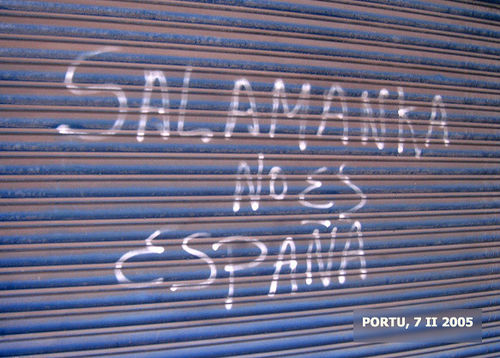 SALAMANKA
NO ES
ESPAÑA
PORTU, 7 II 2005